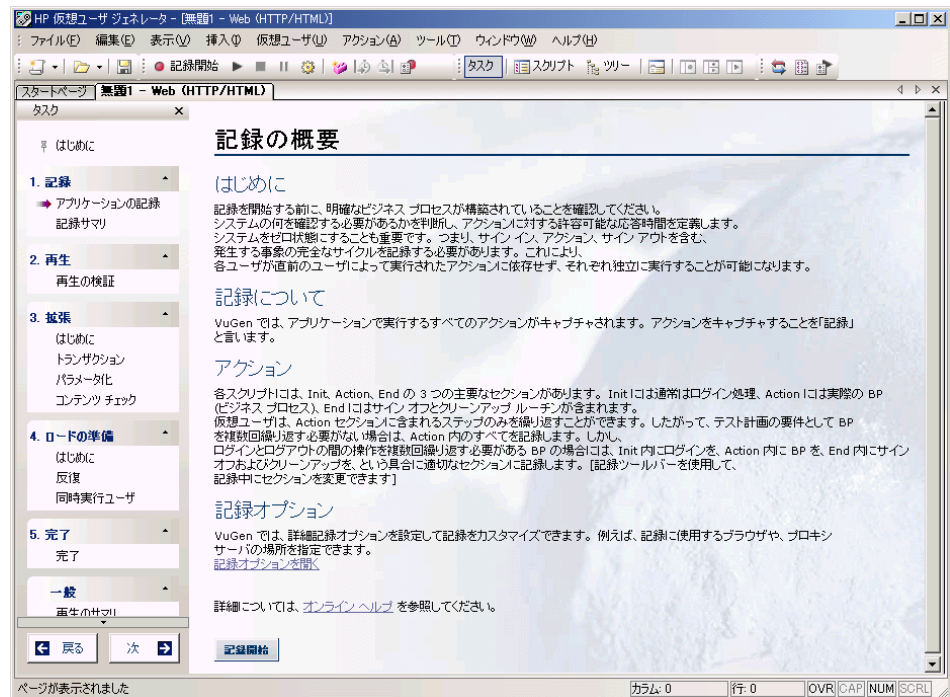 HP 仮想ユーザ ジェネレータ - [無題1 - Web (HTTP/HTML)]
ファイル(F) 編集(E) 表示(V) 挿入(I) 仮想ユーザ(U) アクション(A) ツール(T) ウィンドウ(W) ヘルプ(H)
記録開始 タスク スクリプト ツリー
スタートページ 無題1 - Web (HTTP/HTML)
タスク
はじめに
1. 記録
アプリケーションの記録
記録サマリ
2. 再生
再生の検証
3. 拡張
はじめに
トランザクション
パラメータ化
コンテンツ チェック
4. ロードの準備
はじめに
反復
同時実行ユーザ
5. 完了
完了
一般
再生のサマリ
戻る 次
記録の概要
はじめに
記録を開始する前に、明確なビジネス プロセスが構築されていることを確認してください。
システムの何を確認する必要があるかを判断し、アクションに対する許容可能な応答時間を定義します。
システムをゼロ状態にすることも重要です。つまり、サイン イン、アクション、サイン アウトを含む、
発生する事象の完全なサイクルを記録する必要があります。これにより、
各ユーザが直前のユーザによって実行されたアクションに依存せず、それぞれ独立に実行することが可能になります。
記録について
VuGen では、アプリケーションで実行するすべてのアクションがキャプチャされます。アクションをキャプチャすることを「記録」
と言います。
アクション
各スクリプトには、Init、Action、End の 3 つの主要なセクションがあります。Init には通常はログイン処理、Action には実際の BP
(ビジネス プロセス)、End にはサイン オフとクリーンアップ ルーチンが含まれます。
仮想ユーザは、Action セクションに含まれるステップのみを繰り返すことができます。したがって、テスト計画の要件として BP
を複数回繰り返す必要がない場合は、Action 内のすべてを記録します。しかし、
ログインとログアウトの間の操作を複数回繰り返す必要がある BP の場合には、Init 内にログインを、Action 内に BP を、End 内にサイン
オフおよびクリーンアップを、という具合に適切なセクションに記録します。[記録ツールバーを使用して、
記録中にセクションを変更できます]
記録オプション
VuGen では、詳細記録オプションを設定して記録をカスタマイズできます。例えば、記録に使用するブラウザや、プロキシ
サーバの場所を指定できます。
記録オプションを開く
詳細については、オンライン ヘルプ を参照してください。
記録開始
ページが表示されました カラム: 0 行: 0 OVR CAP NUM SCRL